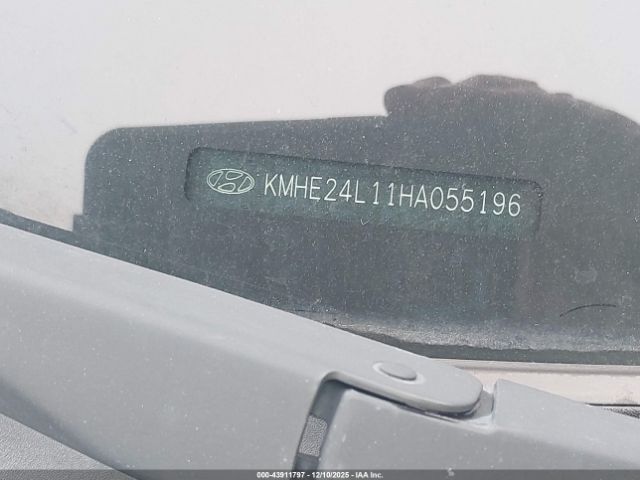 KMHE24L11HA055196
000-43911797 • 12/10/2025 • IAA Inc.